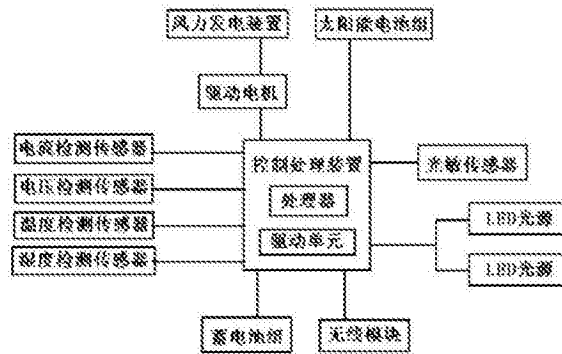 风力发电装置
太阳能电池组
驱动电机
电流检测传感器
控制处理装置
光敏传感器
电压检测传感器
处理器
温度检测传感器
LED光源
驱动单元
湿度检测传感器
LED光源
蓄电池组
无线模块